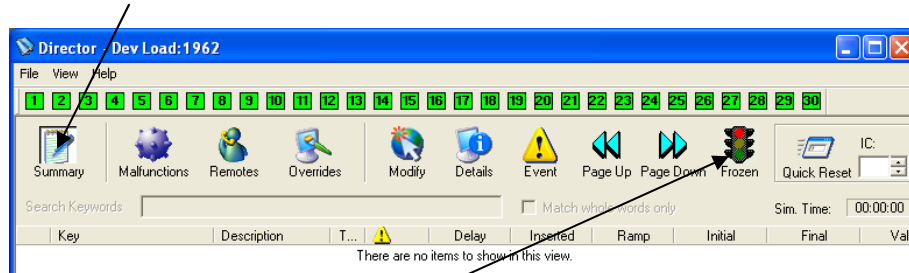 Director - Dev Load:1962
File View Help
1 2 3 4 5 6 7 8 9 10 11 12 13 14 15 16 17 18 19 20 21 22 23 24 25 26 27 28 29 30
Summary Malfunctions Remotes Overrides Modify Details Event Page Up Page Down Frozen Quick Reset IC:
Search Keywords Match whole words only Sim. Time: 00:00:00
Key Description T... Delay Inserted Ramp Initial Final Val
There are no items to show in this view.